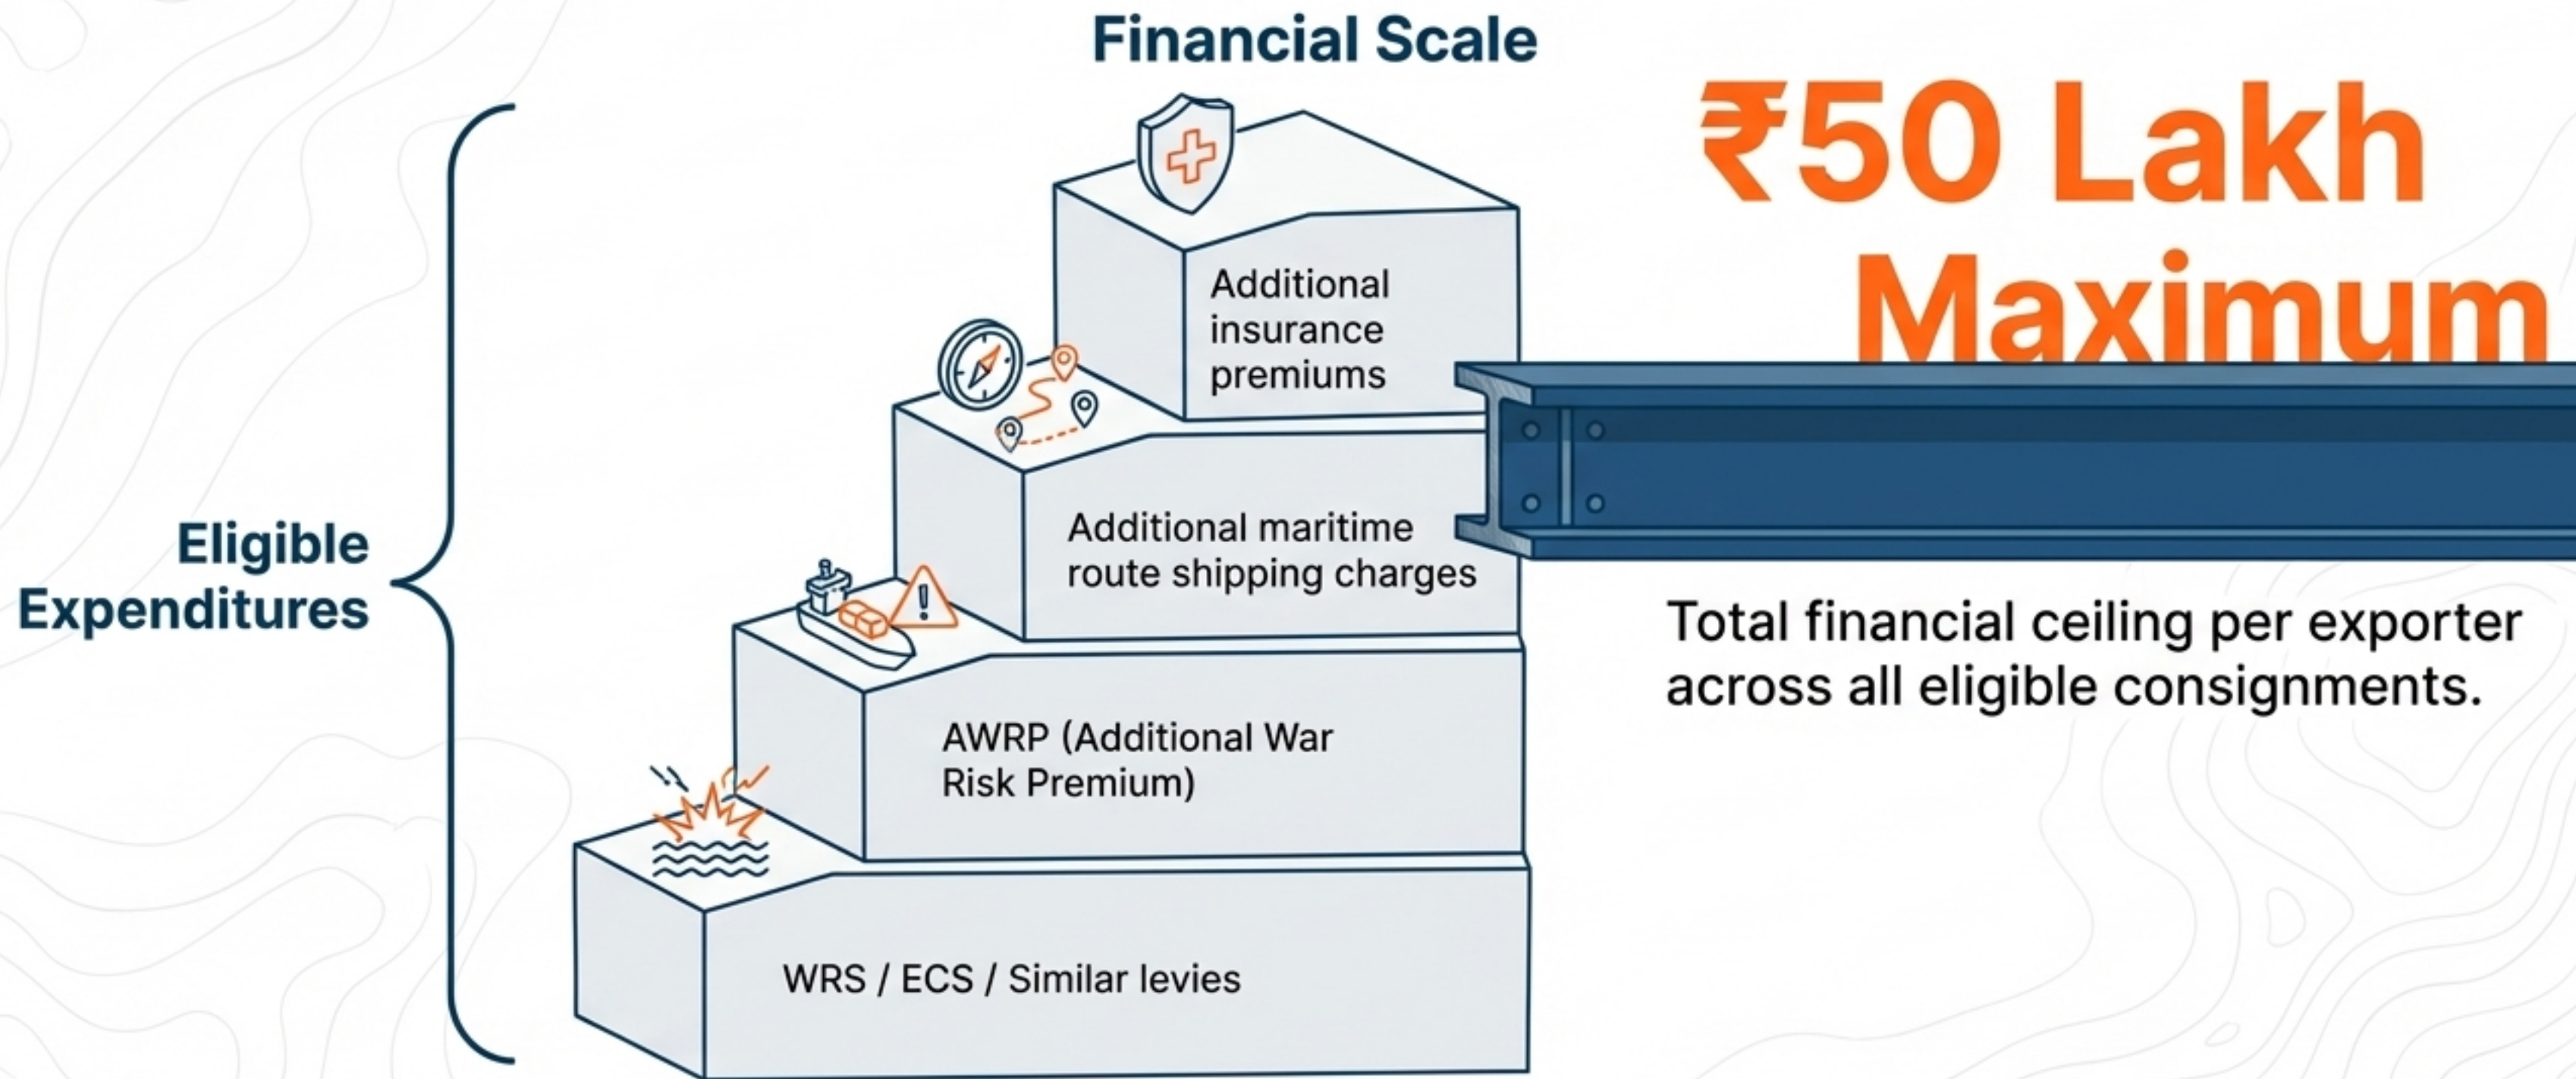 Financial Scale
₹50 Lakh
Maximum
Additional
insurance
premiums
Additional maritime
route shipping charges
Eligible
Expenditures
Total financial ceiling per exporter
across all eligible consignments.
AWRP (Additional War
Risk Premium)
WRS / ECS / Similar levies